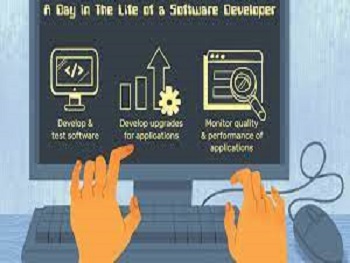 A Day in The Life of a Software Developer
</>
Develop &
test software
Develop upgrades
for applications
Monitor quality
& performance of
applications